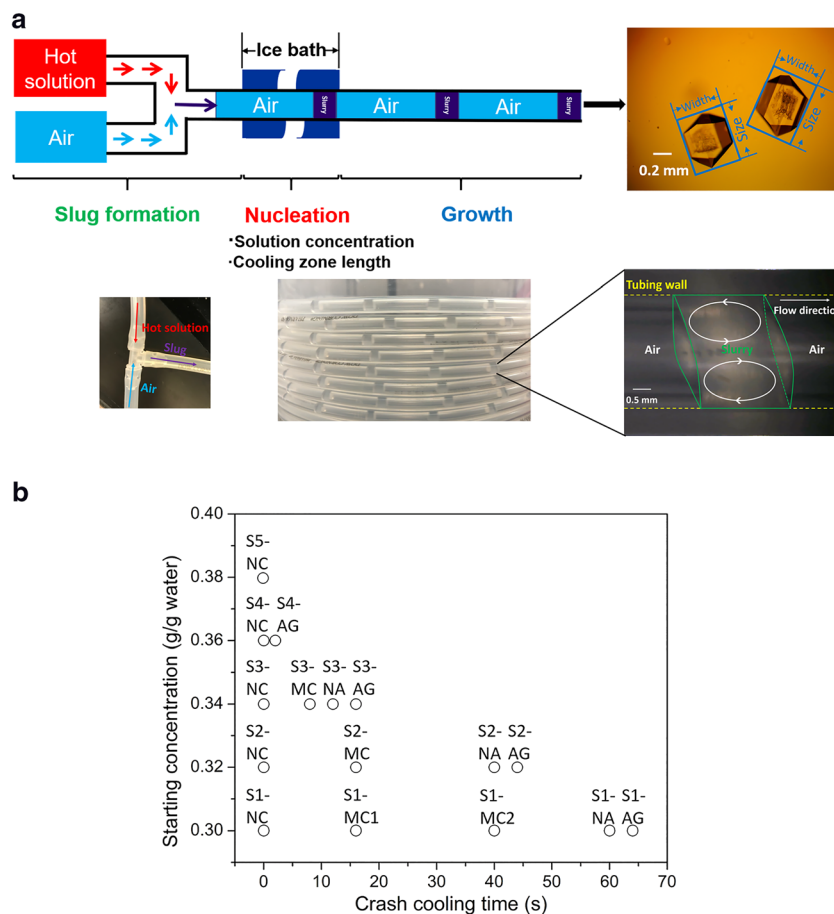 a
Ice bath
Hot
solution
Air
Air
Slurry
Air
Slurry
Air
Slurry
Width
Size
Width
Size
0.2 mm
Slug formation
Nucleation
Growth
·Solution concentration
·Cooling zone length
Hot solution
Slug
Air
Tubing wall
Flow direction
Air
Slurry
Air
0.5 mm
b
Starting concentration (g/g water)
0.40
0.38
0.36
0.34
0.32
0.30
S5-
NC
S4- S4-
NC AG
S3- S3- S3- S3-
NC MC NA AG
S2- S2- S2- S2-
NC MC NA AG
S1- S1- S1- S1- S1-
NC MC1 MC2 NA AG
0 10 20 30 40 50 60 70
Crash cooling time (s)